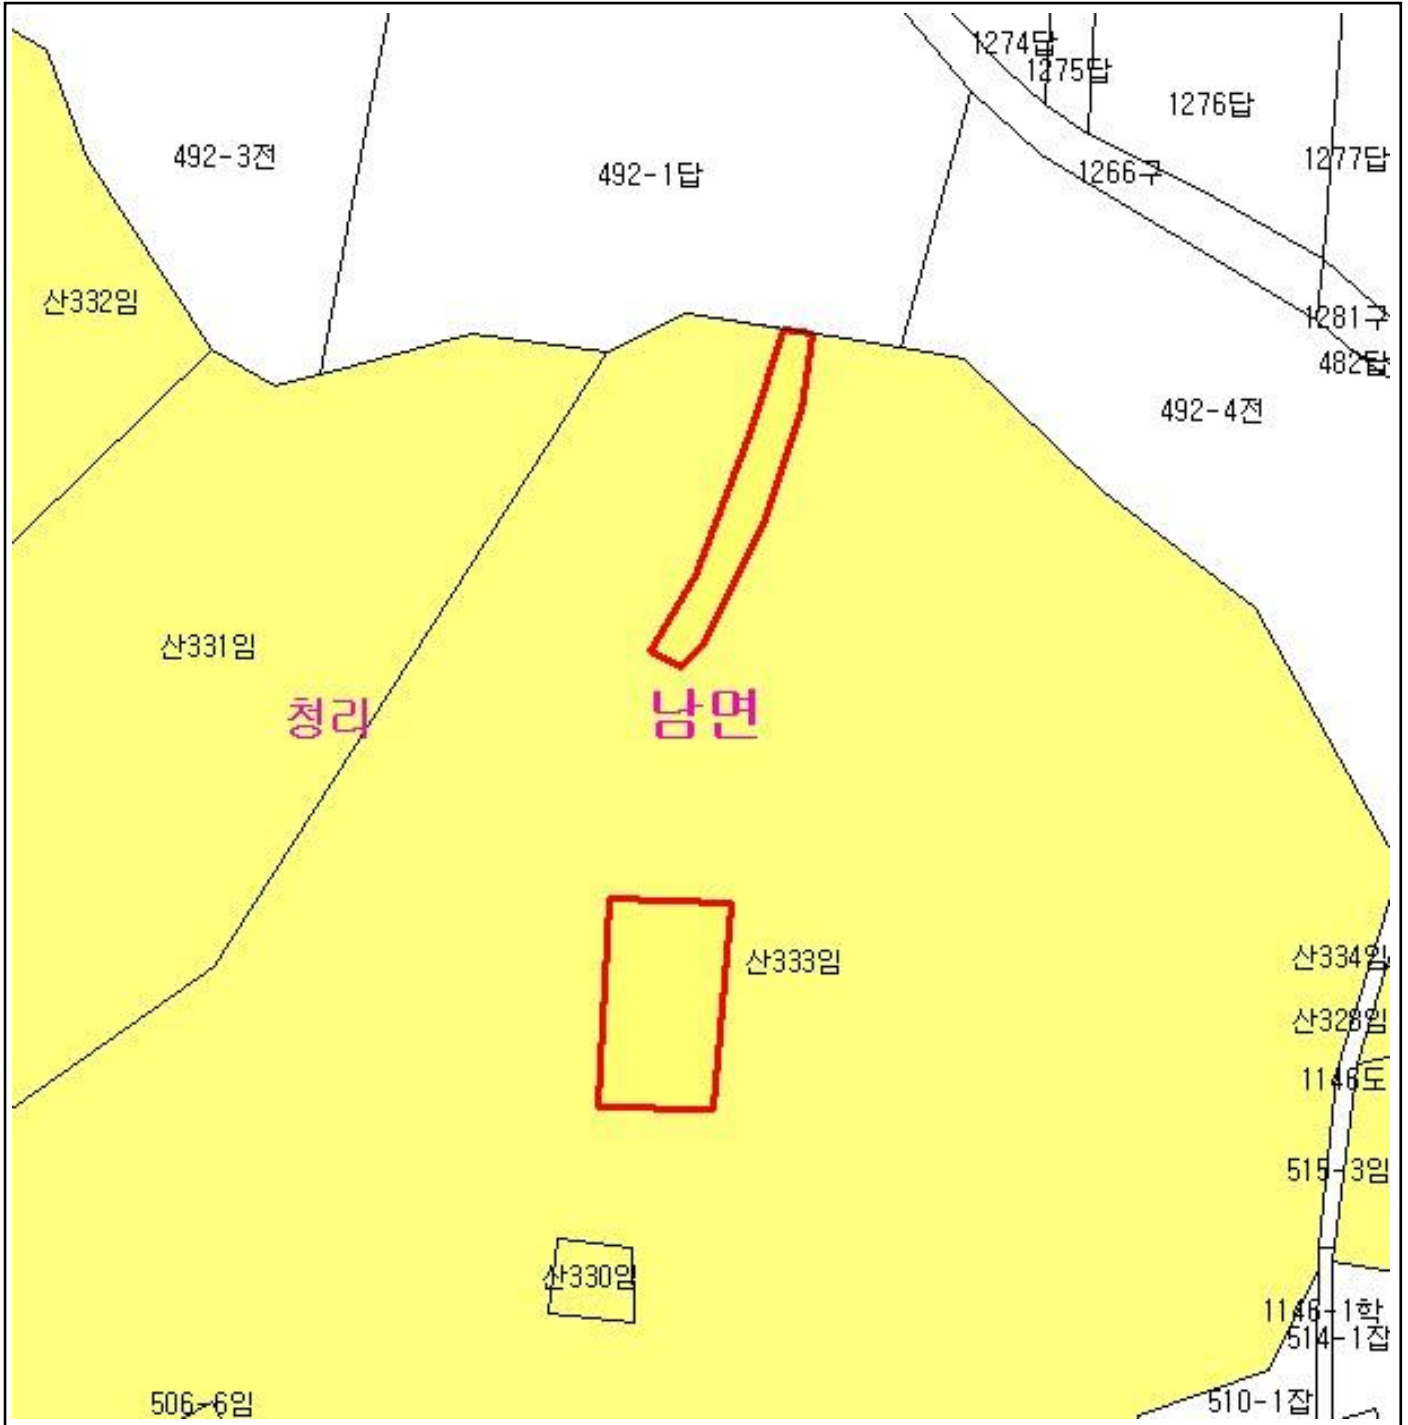 1274답
1275답
1276답
492-3전
492-1답
1266구
1277답
산332임
1281구
482답
492-4전
산331임
청리
남면
산333임
산334임
산328임
1146도
515-3임
산330임
1146-1학
514-1잡
506-6임
510-1잡